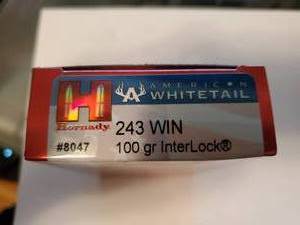 H
Hornady
AMERICAN
WHITETAIL
243 WIN
#8047
100 gr InterLock®